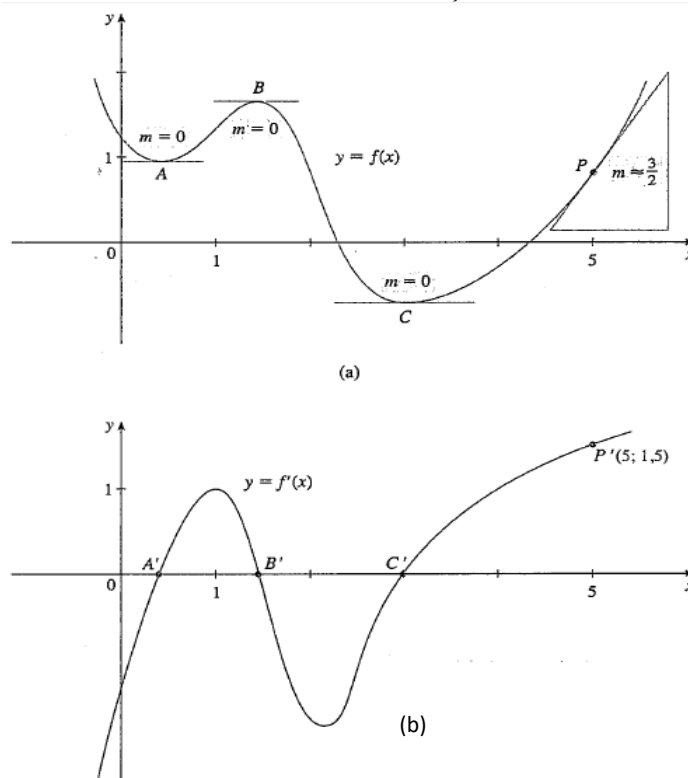 y
B
m = 0
m = 0
1
A
y = f(x)
P
m ≈ 3/2
0
1
5
x
m = 0
C
(a)
y
1
y = f′(x)
P′(5; 1,5)
A′
B′
C′
0
1
5
x
(b)